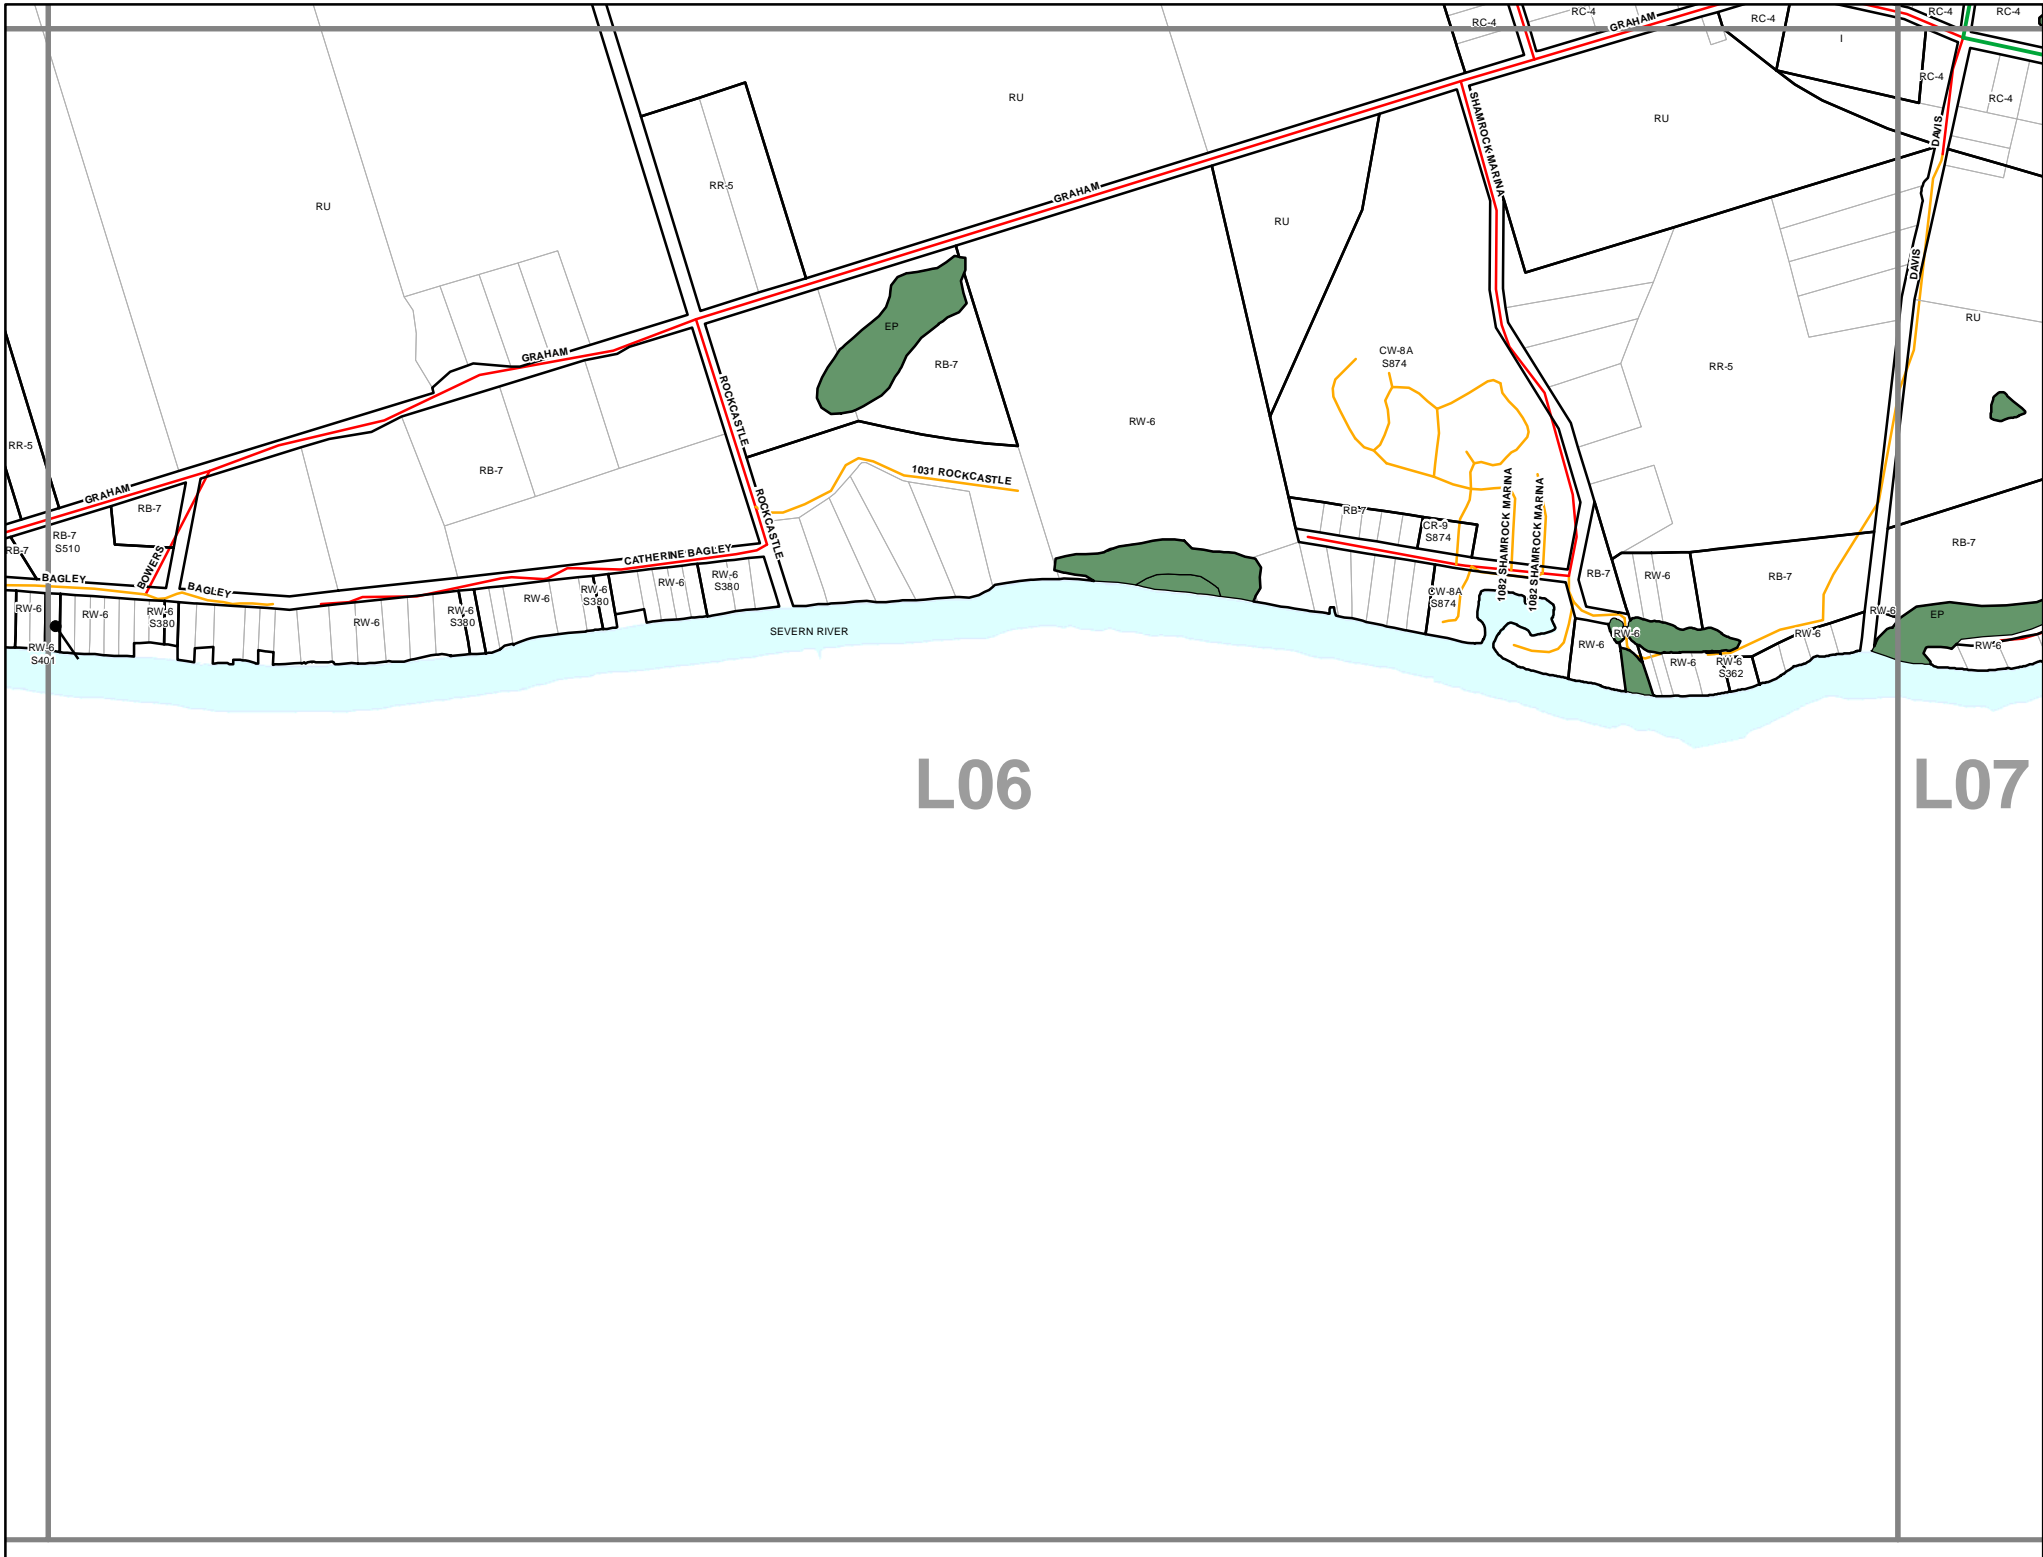 RC-4
RC-4
GRAHAM
RC-4
RC-4
RC-4
I
RC-4
RC-4
RU
RU
SHAMROCK MARINA
DAVIS
RR-5
GRAHAM
RU
RU
DAVIS
RU
EP
GRAHAM
RB-7
CW-8A
S874
RR-5
ROCKCASTLE
RW-6
RR-5
RB-7
1031 ROCKCASTLE
GRAHAM
RB-7
RB-7
S510
RB-7
ROCKCASTLE
RB-7
CR-9
S874
1082 SHAMROCK MARINA
1082 SHAMROCK MARINA
RB-7
BOWERS
CATHERINE BAGLEY
BAGLEY
BAGLEY
RW-6
RW-6
RW-6
S380
RW-6
RW-6
S380
RW-6
RW-6
S380
RW-6
RW-6
S380
CW-8A
S874
RB-7
RW-6
RB-7
RW-6
EP
SEVERN RIVER
RW-6
RW-6
RW-6
RW-6
RW-6
RW-6
S401
RW-6
S362
L06
L07